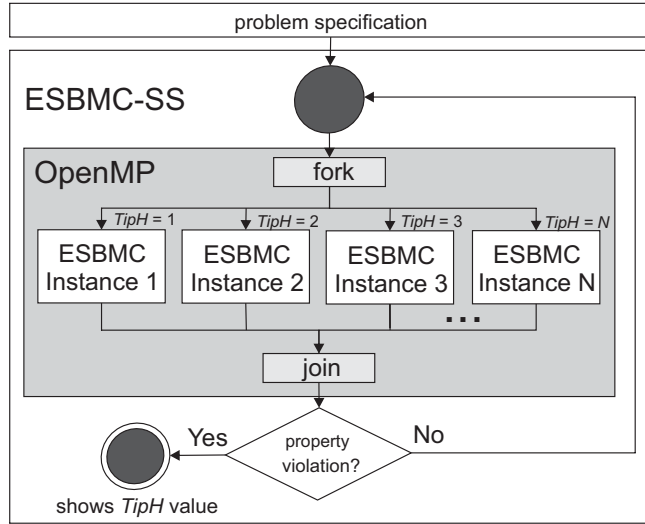 problem specification
ESBMC-SS
OpenMP
fork
TipH = 1
TipH = 2
TipH = 3
TipH = N
ESBMC
Instance 1
ESBMC
Instance 2
ESBMC
Instance 3
ESBMC
Instance N
...
join
Yes
property
violation?
No
shows TipH value